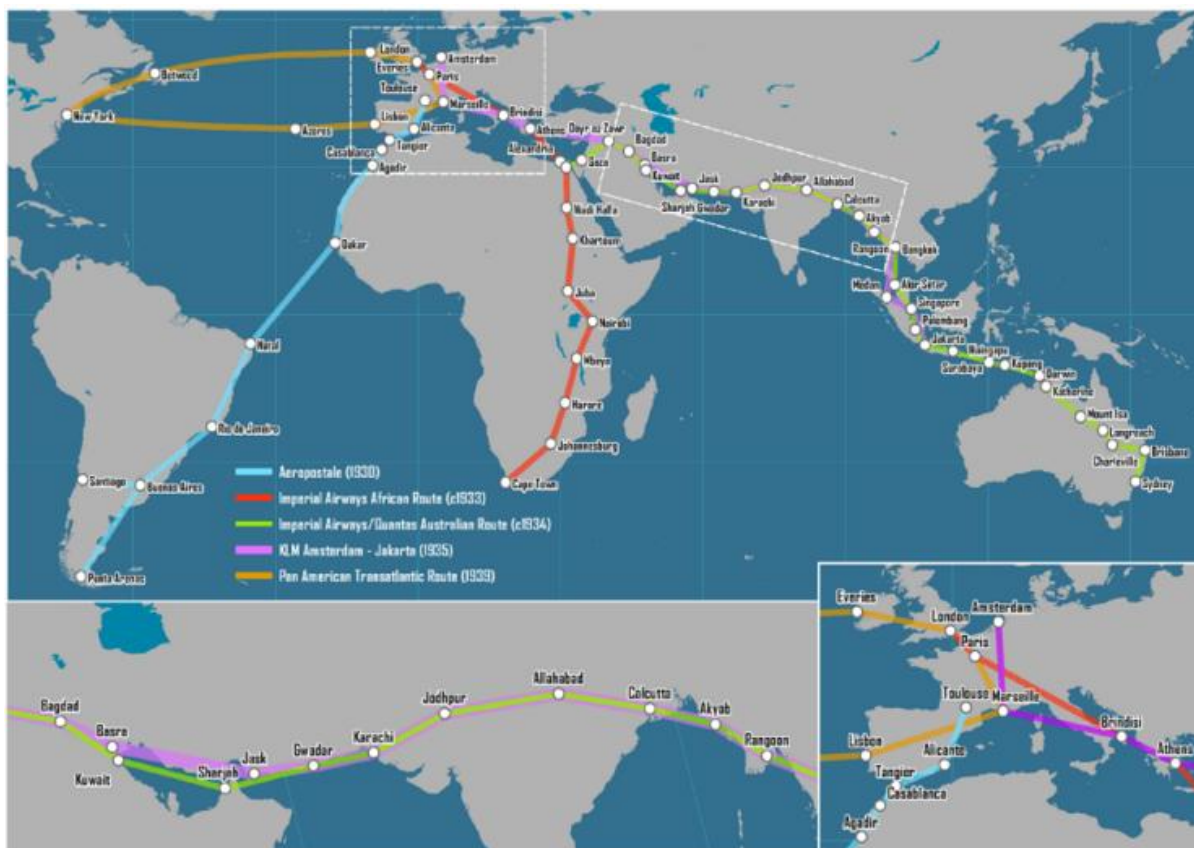 London
Everies
Amsterdam
Paris
Botwood
Toulouse
Marseille
New York
Lisbon
Brindisi
Azores
Alicante
Athens
Dayr az Zawr
Tangier
Casablanca
Alexandria
Bagdad
Agadir
Gaza
Basra
Kuwait
Jask
Jodhpur
Allahabad
Sharjah
Gwadar
Karachi
Calcutta
Akyab
Wadi Halfa
Rangoon
Bangkok
Dakar
Khartoum
Medan
Alor Setar
Juba
Singapore
Nairobi
Palembang
Natal
Jakarta
Mbeya
Surabaya
Kopang
Darwin
Katherine
Harare
Mount Isa
Rio de Janeiro
Longreach
Johannesburg
Brisbane
Charleville
Santiago
Buenos Aires
Cape Town
Sydney
Punta Arenas
Aeropostale (1930)
Imperial Airways African Route (c1933)
Imperial Airways/Quantas Australian Route (c1934)
KLM Amsterdam - Jakarta (1935)
Pan American Transatlantic Route (1939)
Bagdad
Basra
Kuwait
Sharjah
Jask
Gwadar
Karachi
Jodhpur
Allahabad
Calcutta
Akyab
Rangoon
Everies
London
Amsterdam
Paris
Toulouse
Marseille
Brindisi
Lisbon
Alicante
Athens
Tangier
Casablanca
Agadir